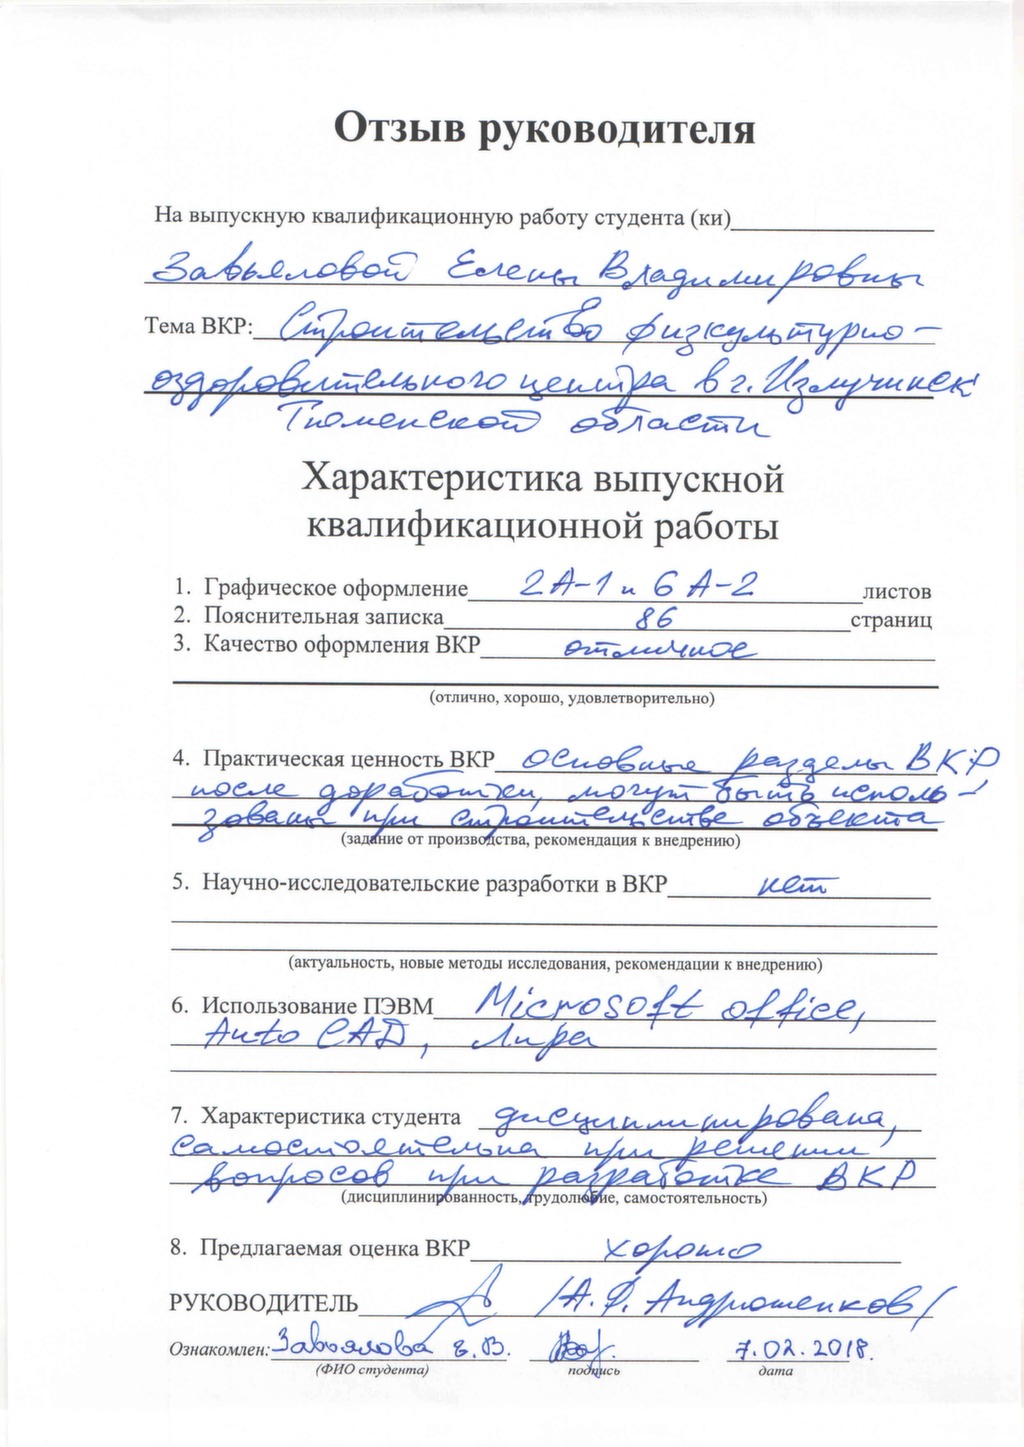 Отзыв руководителя
На выпускную квалификационную работу студента (ки)
Завьяловой Елены Владимировны
Тема ВКР: Строительство физкультурно-
оздоровительного центра в г. Излучинск
Тюменской области
Характеристика выпускной
квалификационной работы
1. Графическое оформление 2А-1 и 6 А-2 листов
2. Пояснительная записка 86 страниц
3. Качество оформления ВКР отличное
(отлично, хорошо, удовлетворительно)
4. Практическая ценность ВКР основные разделы ВКР,
после доработки, могут быть исполь-
зованы при строительстве объекта
(задание от производства, рекомендация к внедрению)
5. Научно-исследовательские разработки в ВКР нет
(актуальность, новые методы исследования, рекомендации к внедрению)
6. Использование ПЭВМ Microsoft office,
Auto CAD, Лира
7. Характеристика студента дисциплинирована,
самостоятельна при решении
вопросов при разработке ВКР
(дисциплинированность, трудолюбие, самостоятельность)
8. Предлагаемая оценка ВКР хорошо
РУКОВОДИТЕЛЬ /А.Ф. Андрюшенков/
Ознакомлен: Завьялова Е.В. 7.02.2018.
(ФИО студента) подпись дата